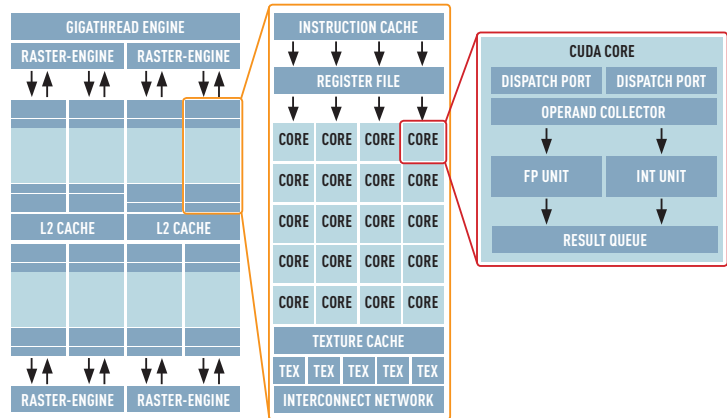 GIGATHREAD ENGINE
RASTER-ENGINE RASTER-ENGINE
L2 CACHE L2 CACHE
RASTER-ENGINE RASTER-ENGINE
INSTRUCTION CACHE
REGISTER FILE
CORE CORE CORE CORE
CORE CORE CORE CORE
CORE CORE CORE CORE
CORE CORE CORE CORE
CORE CORE CORE CORE
TEXTURE CACHE
TEX TEX TEX TEX TEX
INTERCONNECT NETWORK
CUDA CORE
DISPATCH PORT DISPATCH PORT
OPERAND COLLECTOR
FP UNIT INT UNIT
RESULT QUEUE